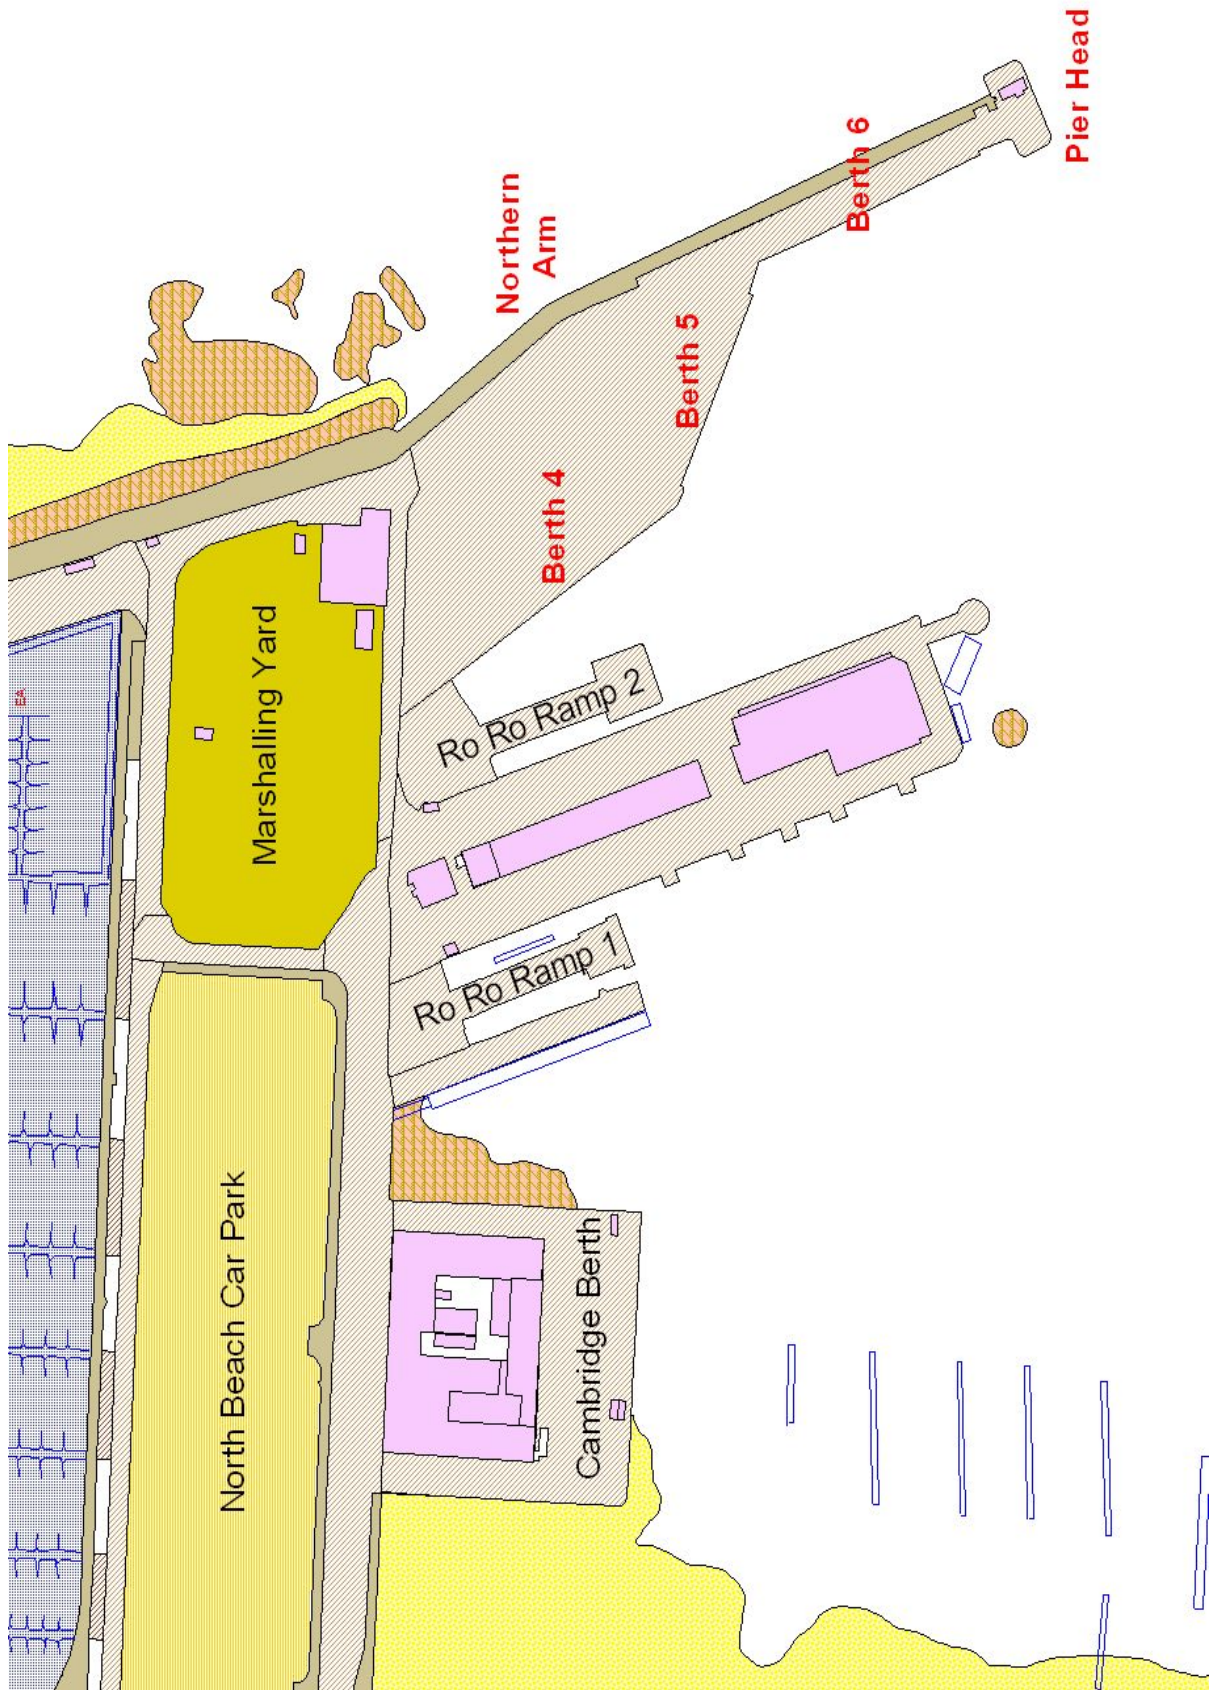 Pier Head
Berth 6
Northern
Arm
Berth 5
Berth 4
Marshalling Yard
EA
Ro Ro Ramp 2
Ro Ro Ramp 1
North Beach Car Park
Cambridge Berth